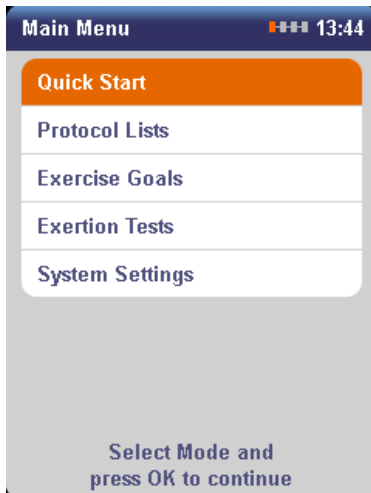 Main Menu 13:44
Quick Start
Protocol Lists
Exercise Goals
Exertion Tests
System Settings
Select Mode and
press OK to continue